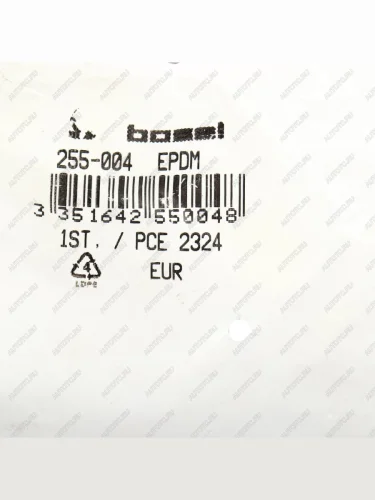 bosal
255-004 EPDM
3 351642 550048
1ST. / PCE 2324
4 EUR
LDPE